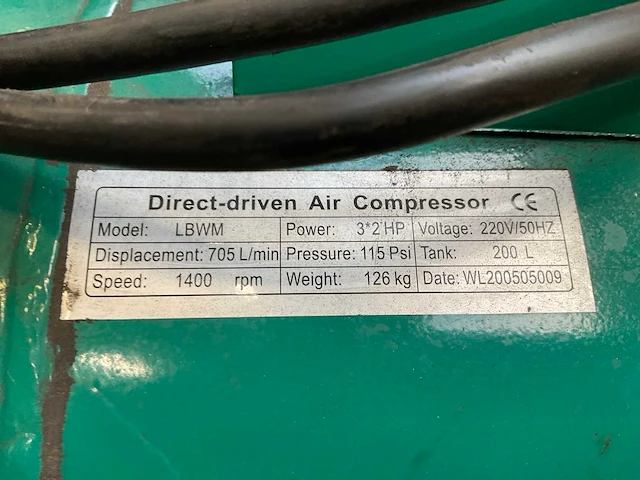 Direct-driven Air Compressor CE
Model: LBWM Power: 3*2 HP Voltage: 220V/50HZ
Displacement: 705 L/min Pressure: 115 Psi Tank: 200 L
Speed: 1400 rpm Weight: 126 kg Date: WL200505009